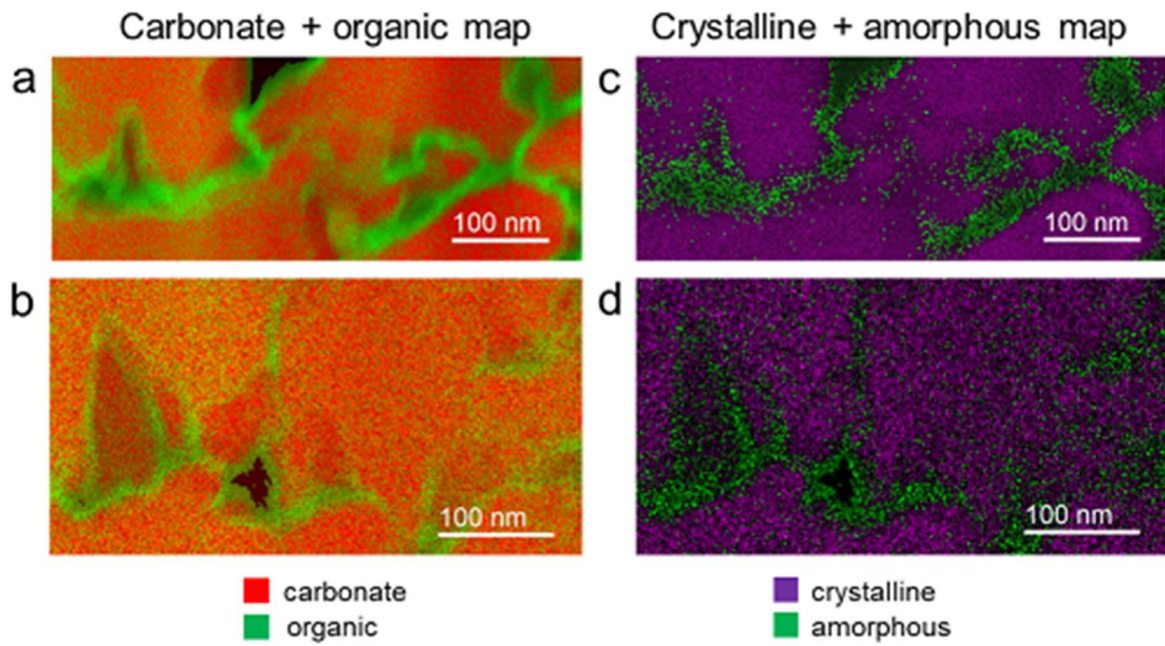 Carbonate + organic map
Crystalline + amorphous map
a
c
100 nm
100 nm
b
d
100 nm
100 nm
carbonate
crystalline
organic
amorphous